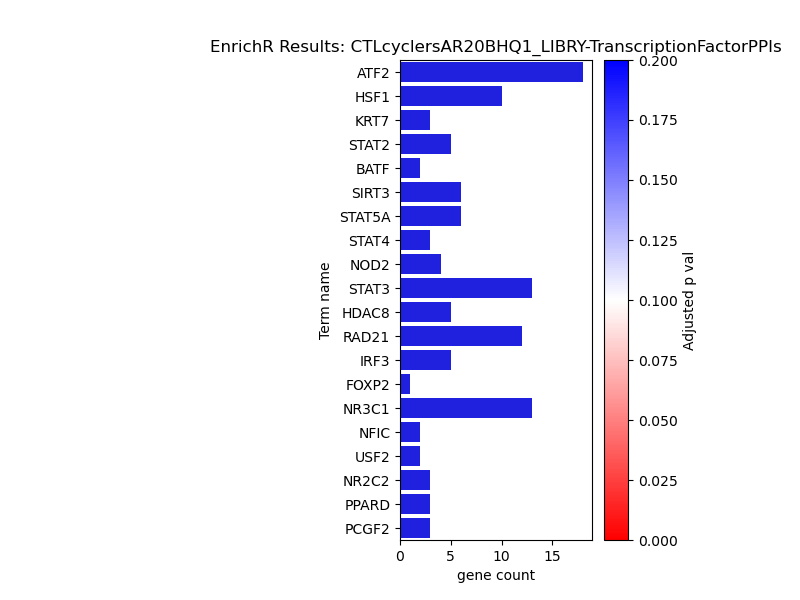 EnrichR Results: CTLcyclersAR20BHQ1_LIBRY-TranscriptionFactorPPIs
ATF2
HSF1
KRT7
STAT2
BATF
SIRT3
STAT5A
STAT4
NOD2
STAT3
HDAC8
RAD21
IRF3
FOXP2
NR3C1
NFIC
USF2
NR2C2
PPARD
PCGF2
Term name
0 5 10 15
gene count
0.200
0.175
0.150
0.125
0.100
0.075
0.050
0.025
0.000
Adjusted p val